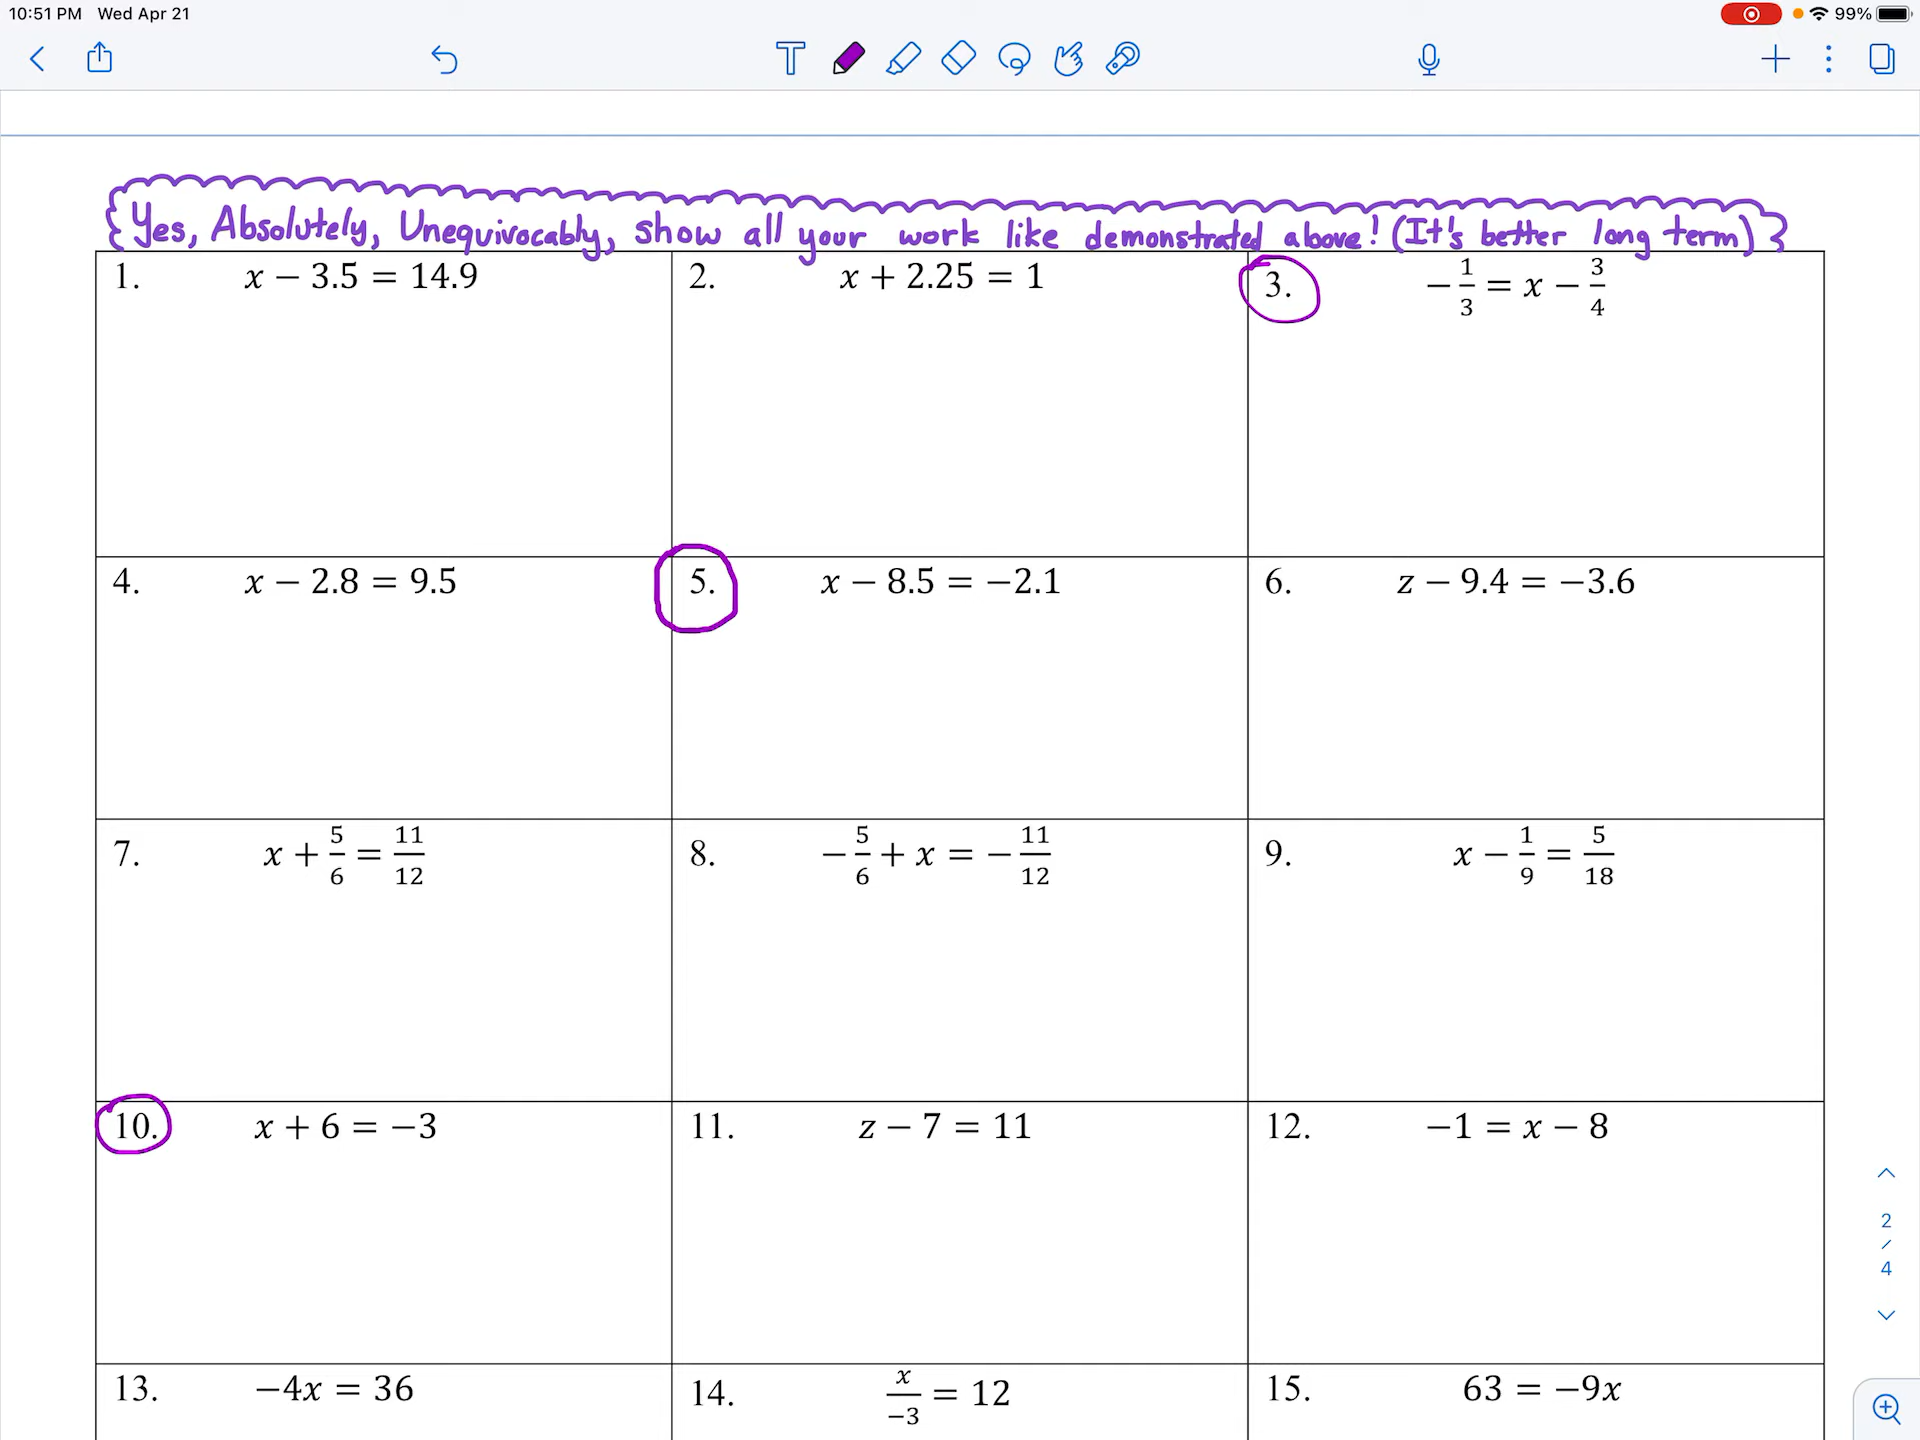 10:51 PM Wed Apr 21
99%
T
{Yes, Absolutely, Unequivocably, show all your work like demonstrated above! (It's better long term)}
1. x − 3.5 = 14.9
2. x + 2.25 = 1
3. −1/3 = x − 3/4
4. x − 2.8 = 9.5
5. x − 8.5 = −2.1
6. z − 9.4 = −3.6
7. x + 5/6 = 11/12
8. −5/6 + x = −11/12
9. x − 1/9 = 5/18
10. x + 6 = −3
11. z − 7 = 11
12. −1 = x − 8
2
/
4
13. −4x = 36
14. x/−3 = 12
15. 63 = −9x